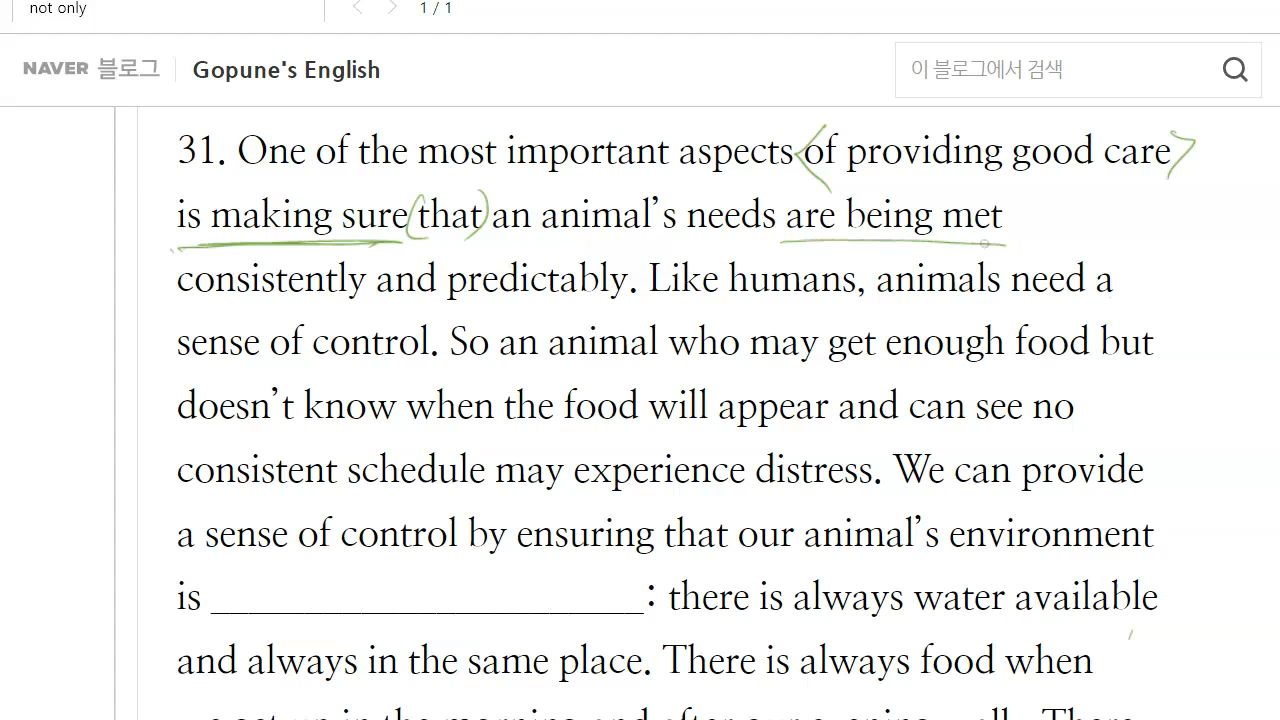 not only
1 / 1
NAVER 블로그 Gopune's English
이 블로그에서 검색
31. One of the most important aspects of providing good care
is making sure that an animal's needs are being met
consistently and predictably. Like humans, animals need a
sense of control. So an animal who may get enough food but
doesn't know when the food will appear and can see no
consistent schedule may experience distress. We can provide
a sense of control by ensuring that our animal's environment
is ______________________: there is always water available
and always in the same place. There is always food when